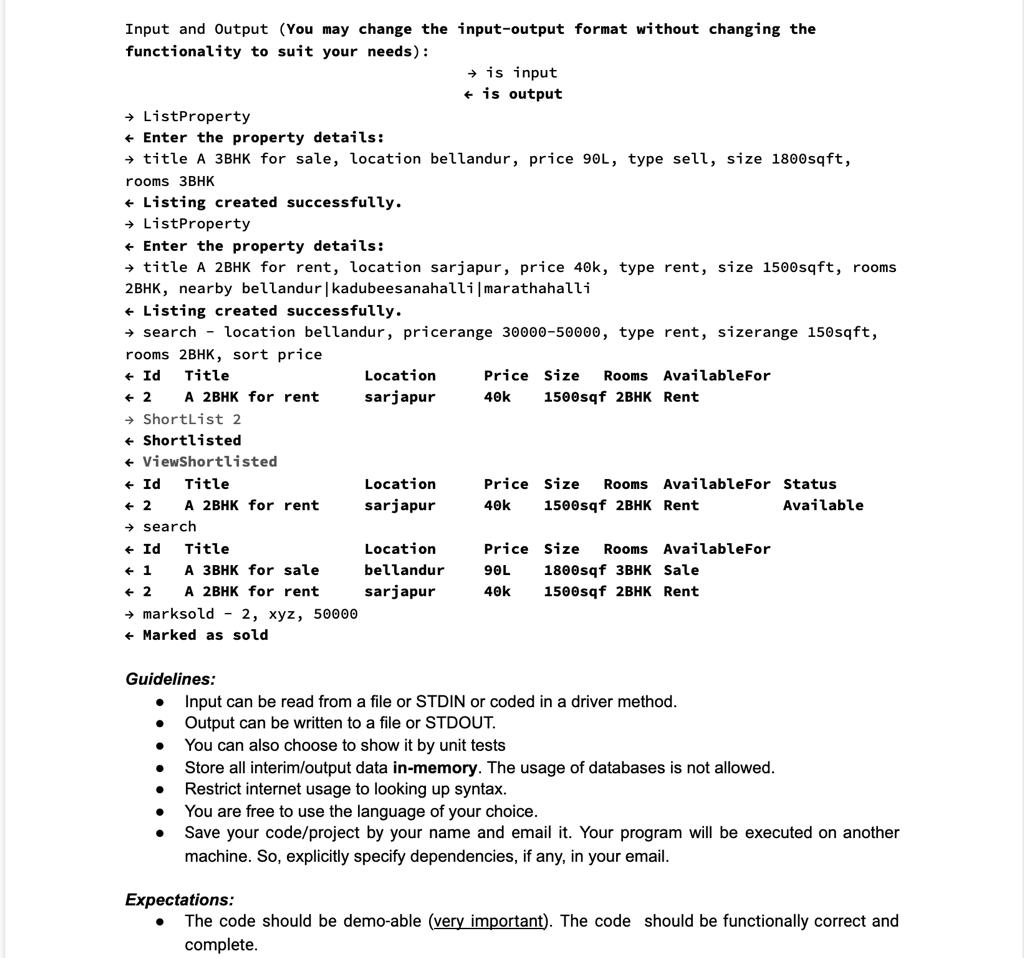 Input and Output (You may change the input-output format without changing the
functionality to suit your needs):
→ is input
← is output
→ ListProperty
← Enter the property details:
→ title A 3BHK for sale, location bellandur, price 90L, type sell, size 1800sqft,
rooms 3BHK
← Listing created successfully.
→ ListProperty
← Enter the property details:
→ title A 2BHK for rent, location sarjapur, price 40k, type rent, size 1500sqft, rooms
2BHK, nearby bellandur|kadubeesanahalli|marathahalli
← Listing created successfully.
→ search - location bellandur, pricerange 30000-50000, type rent, sizerange 150sqft,
rooms 2BHK, sort price
← Id Title Location Price Size Rooms AvailableFor
← 2 A 2BHK for rent sarjapur 40k 1500sqf 2BHK Rent
→ ShortList 2
← Shortlisted
← ViewShortlisted
← Id Title Location Price Size Rooms AvailableFor Status
← 2 A 2BHK for rent sarjapur 40k 1500sqf 2BHK Rent Available
→ search
← Id Title Location Price Size Rooms AvailableFor
← 1 A 3BHK for sale bellandur 90L 1800sqf 3BHK Sale
← 2 A 2BHK for rent sarjapur 40k 1500sqf 2BHK Rent
→ marksold - 2, xyz, 50000
← Marked as sold
Guidelines:
● Input can be read from a file or STDIN or coded in a driver method.
● Output can be written to a file or STDOUT.
● You can also choose to show it by unit tests
● Store all interim/output data in-memory. The usage of databases is not allowed.
● Restrict internet usage to looking up syntax.
● You are free to use the language of your choice.
● Save your code/project by your name and email it. Your program will be executed on another
machine. So, explicitly specify dependencies, if any, in your email.
Expectations:
● The code should be demo-able (very important). The code should be functionally correct and
complete.